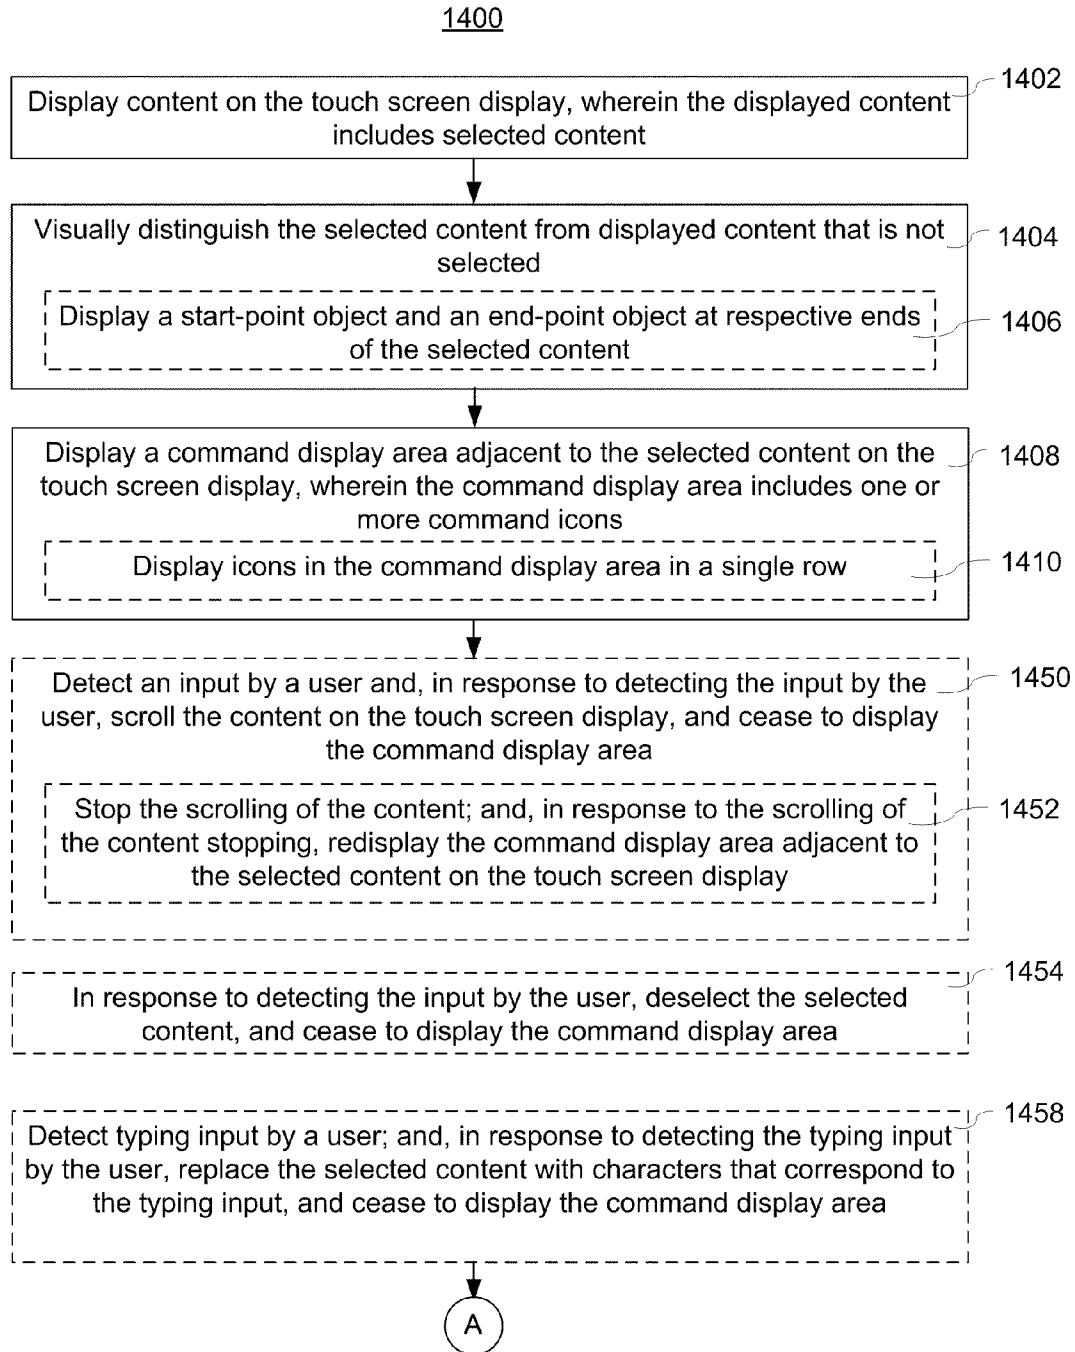 1400
1402
Display content on the touch screen display, wherein the displayed content
includes selected content
Visually distinguish the selected content from displayed content that is not
selected
1404
Display a start-point object and an end-point object at respective ends
of the selected content
1406
Display a command display area adjacent to the selected content on the
touch screen display, wherein the command display area includes one or
more command icons
1408
Display icons in the command display area in a single row
1410
Detect an input by a user and, in response to detecting the input by the
user, scroll the content on the touch screen display, and cease to display
the command display area
1450
Stop the scrolling of the content; and, in response to the scrolling of
the content stopping, redisplay the command display area adjacent to
the selected content on the touch screen display
1452
1454
In response to detecting the input by the user, deselect the selected
content, and cease to display the command display area
1458
Detect typing input by a user; and, in response to detecting the typing input
by the user, replace the selected content with characters that correspond to
the typing input, and cease to display the command display area
A